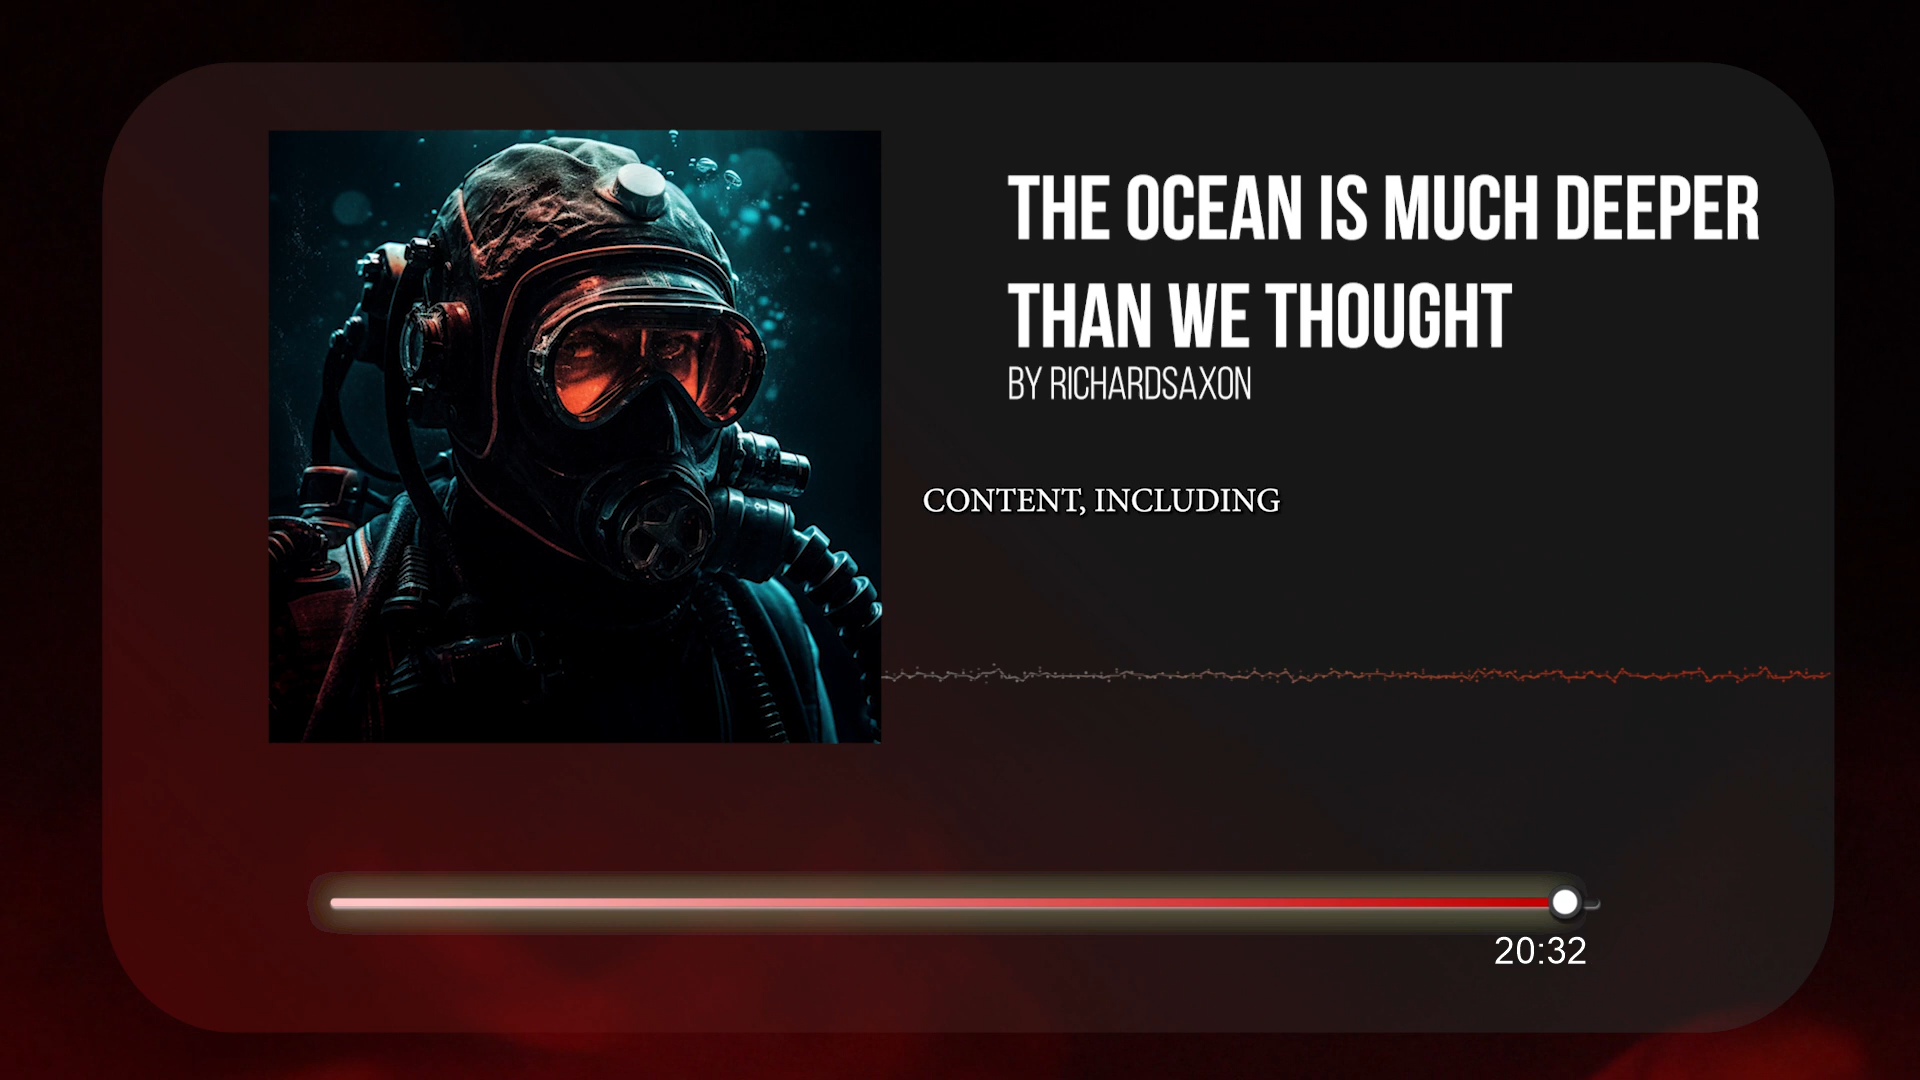 THE OCEAN IS MUCH DEEPER
THAN WE THOUGHT
BY RICHARDSAXON
CONTENT, INCLUDING
20:32